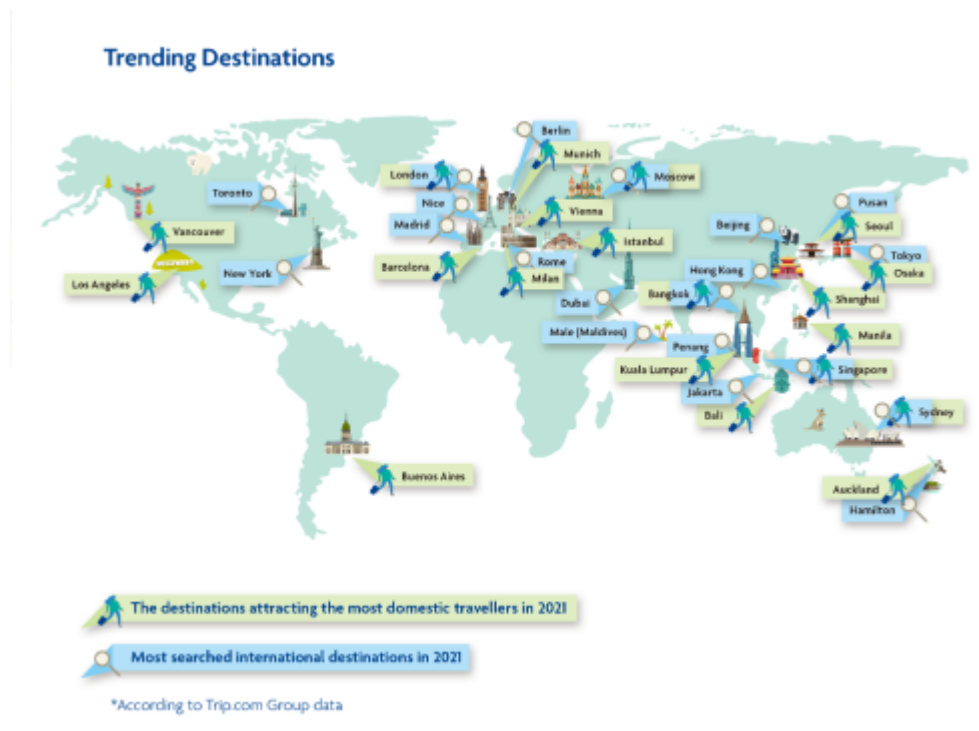 Trending Destinations
Berlin
Munich
London
Moscow
Toronto
Nice
Pusan
Vienna
Madrid
Beijing
Seoul
Vancouver
Istanbul
Tokyo
Barcelona
Rome
New York
Hong Kong
Osaka
Milan
Los Angeles
Bangkok
Dubai
Shanghai
Male (Maldives)
Manila
Penang
Kuala Lumpur
Singapore
Jakarta
Bali
Sydney
Buenos Aires
Auckland
Hamilton
The destinations attracting the most domestic travellers in 2021
Most searched international destinations in 2021
*According to Trip.com Group data